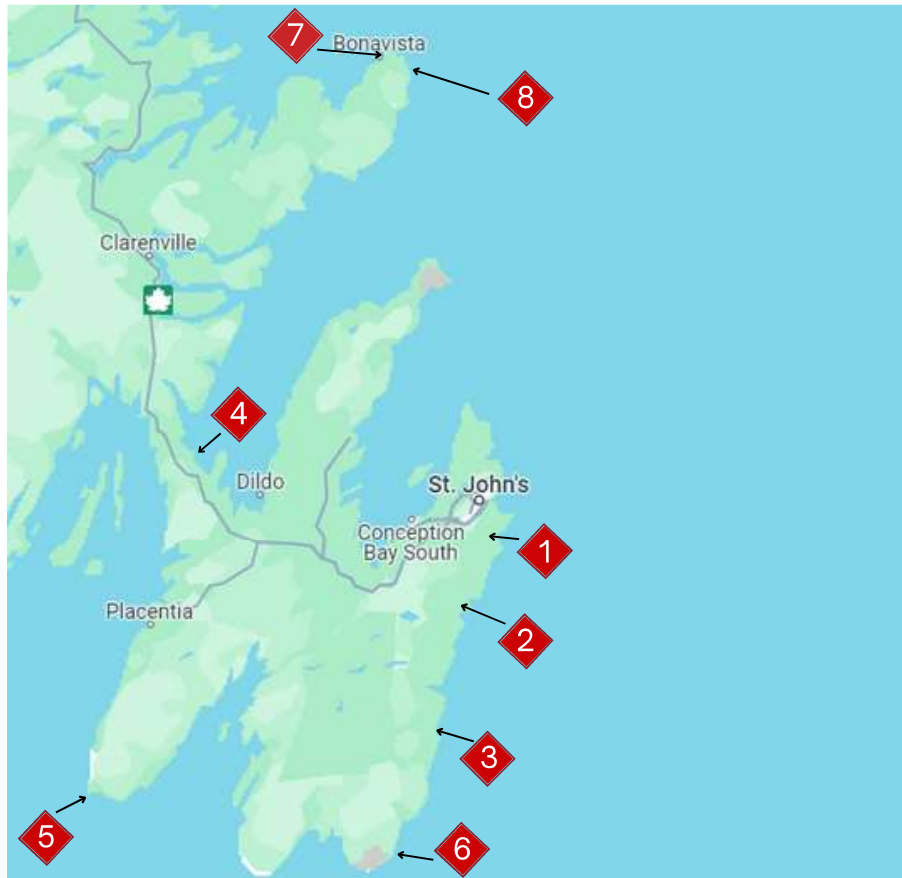 7
Bonavista
8
Clarenville
4
Dildo
St. John's
Conception
Bay South
1
Placentia
2
3
5
6